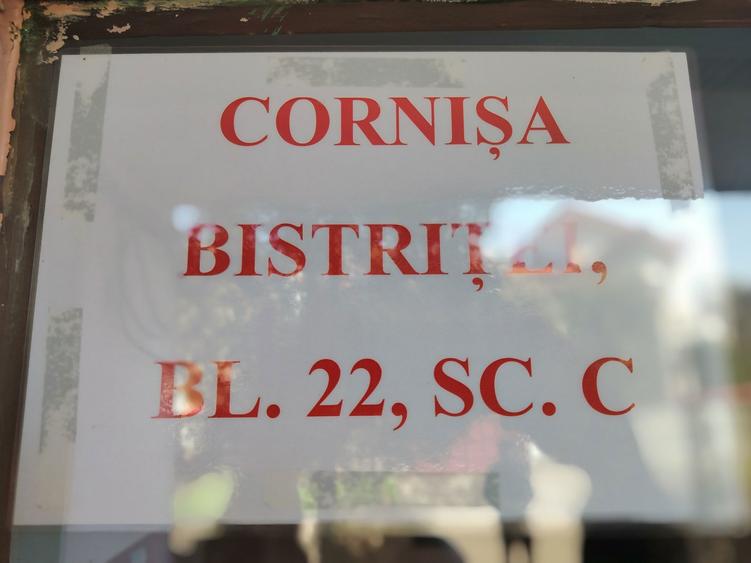 CORNIȘA
BISTRIȚEI,
BL. 22, SC. C